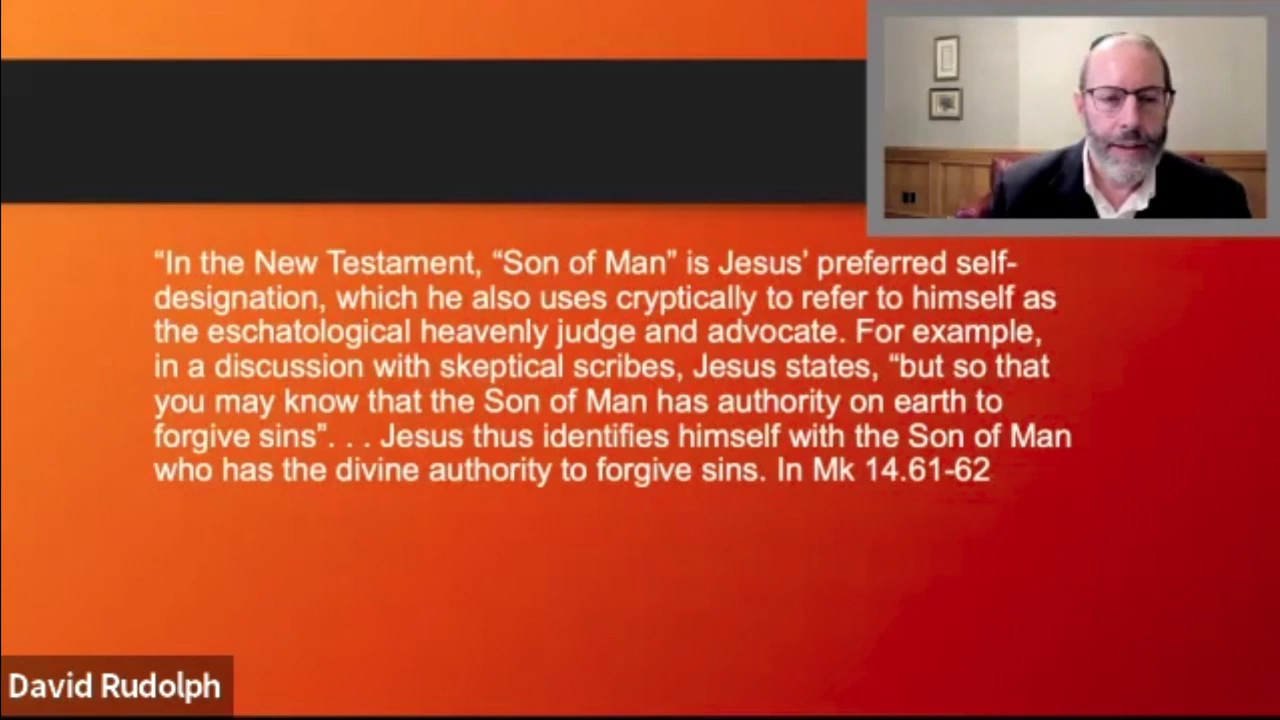 “In the New Testament, “Son of Man” is Jesus’ preferred self-
designation, which he also uses cryptically to refer to himself as
the eschatological heavenly judge and advocate. For example,
in a discussion with skeptical scribes, Jesus states, “but so that
you may know that the Son of Man has authority on earth to
forgive sins”. . . Jesus thus identifies himself with the Son of Man
who has the divine authority to forgive sins. In Mk 14.61-62
David Rudolph